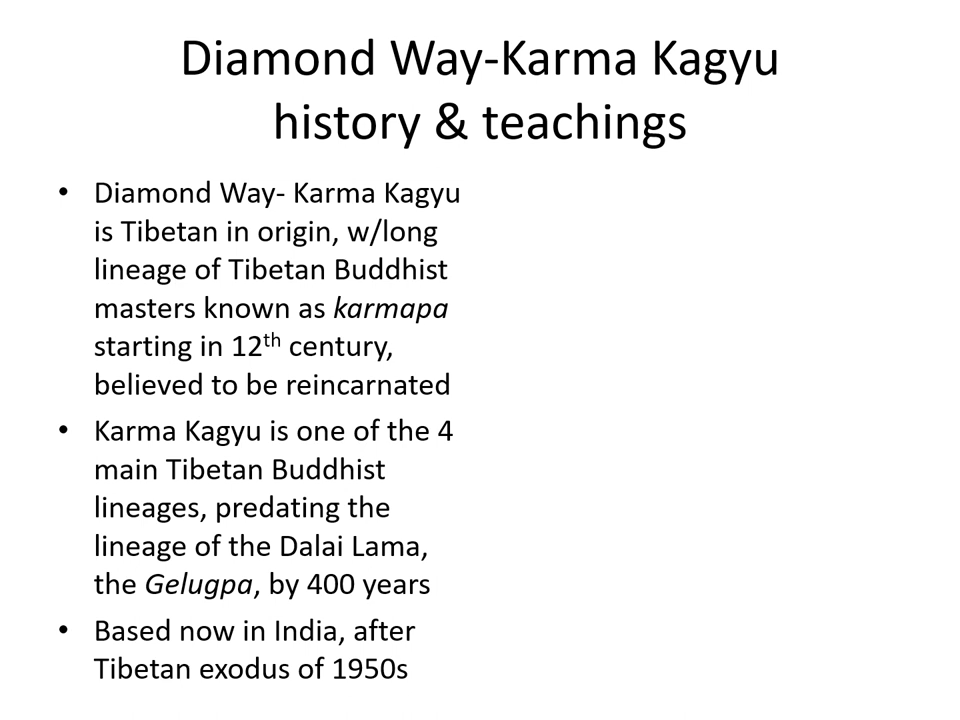 Diamond Way-Karma Kagyu
history & teachings
• Diamond Way- Karma Kagyu
is Tibetan in origin, w/long
lineage of Tibetan Buddhist
masters known as karmapa
starting in 12th century,
believed to be reincarnated
• Karma Kagyu is one of the 4
main Tibetan Buddhist
lineages, predating the
lineage of the Dalai Lama,
the Gelugpa, by 400 years
• Based now in India, after
Tibetan exodus of 1950s